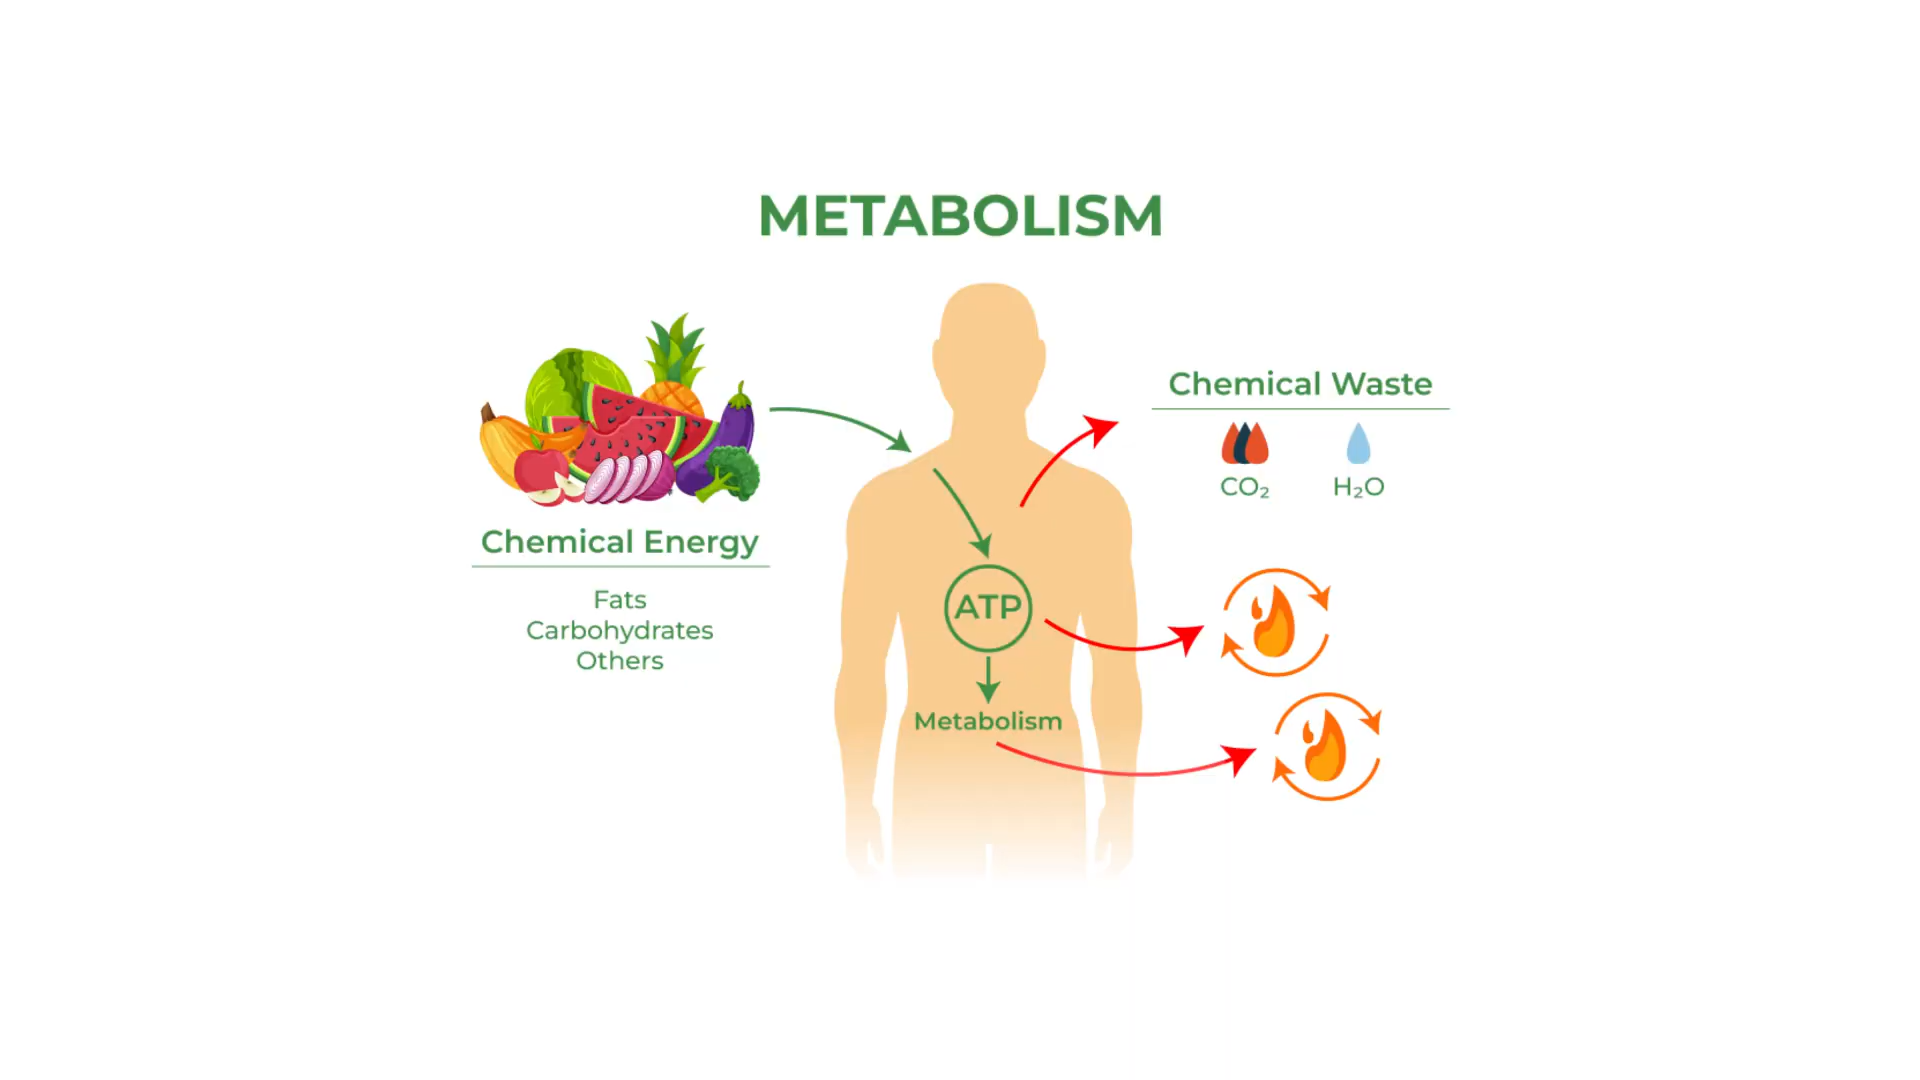 METABOLISM
Chemical Energy
Fats
Carbohydrates
Others
ATP
Metabolism
Chemical Waste
CO₂
H₂O